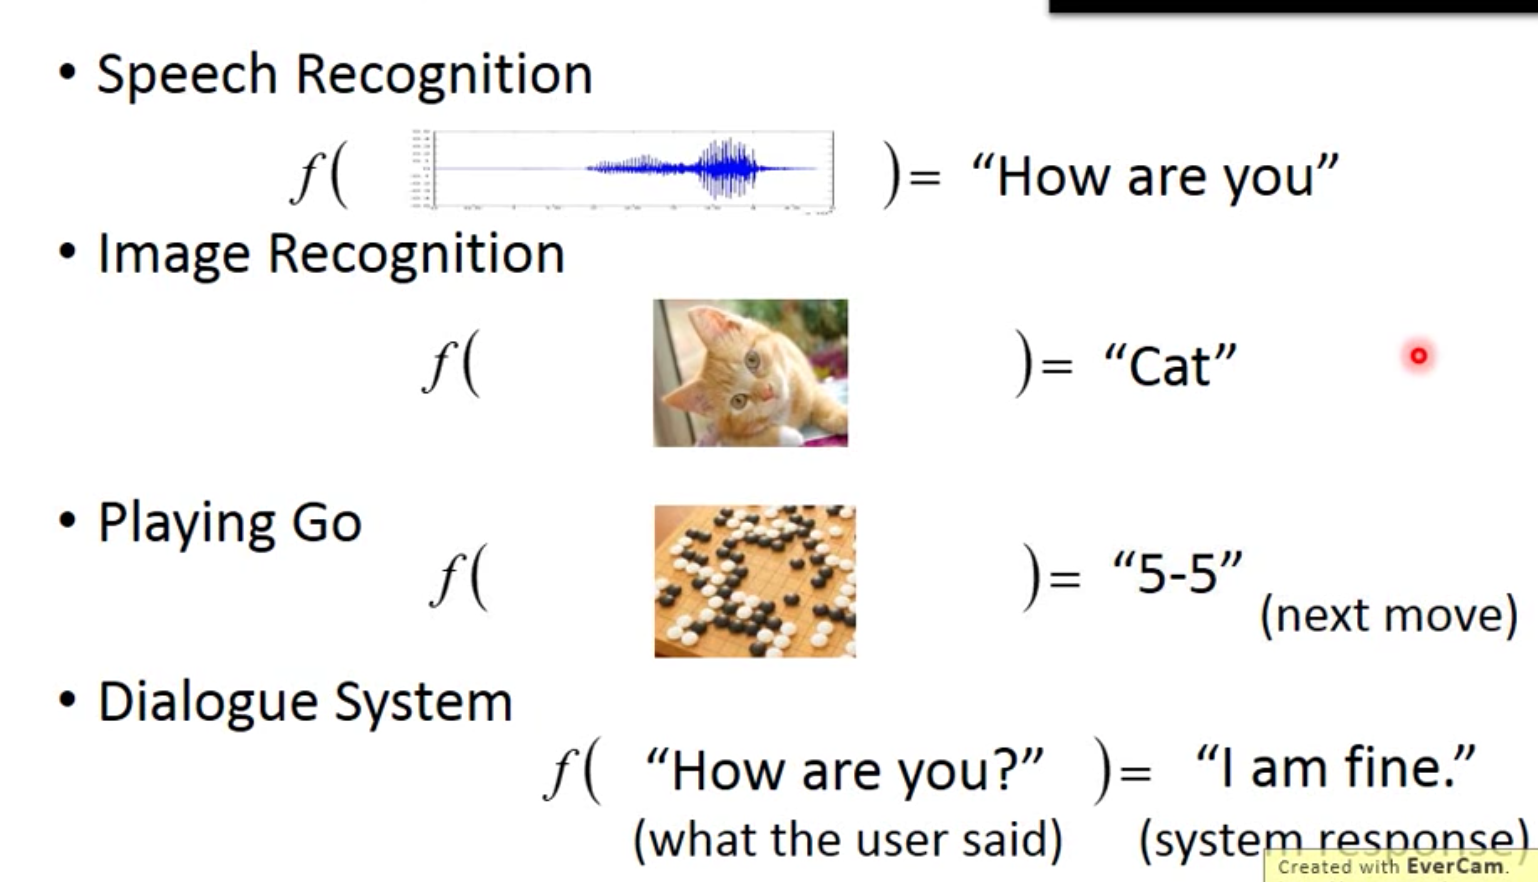 • Speech Recognition
f( )= “How are you”
• Image Recognition
f( )= “Cat”
• Playing Go
f( )= “5-5”
(next move)
• Dialogue System
f( “How are you?” )= “I am fine.”
(what the user said) (system response)
Created with EverCam.